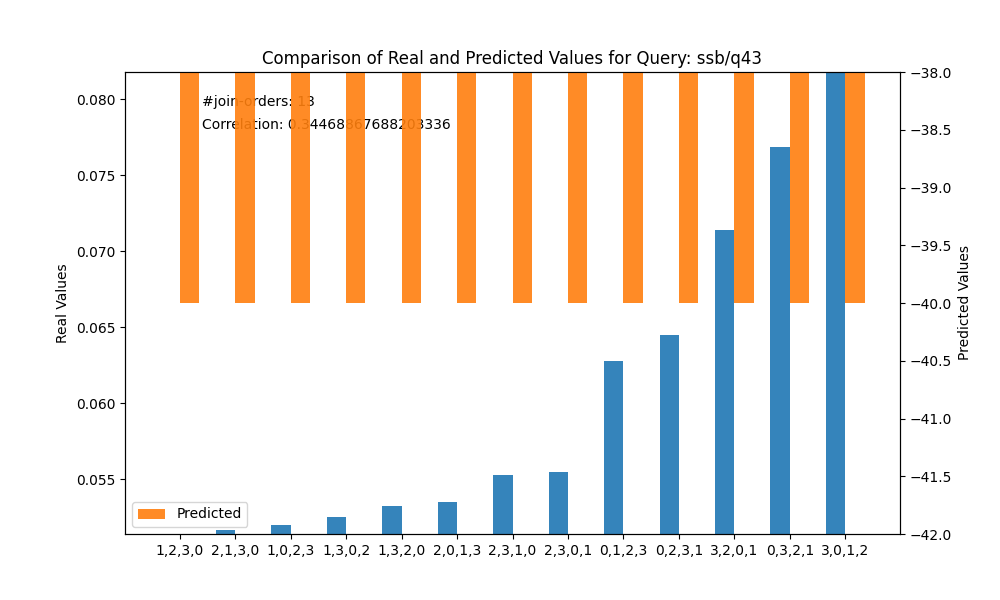 Comparison of Real and Predicted Values for Query: ssb/q43
#join-orders: 13
Correlation: 0.34468867688203336
0.080
0.075
0.070
0.065
0.060
0.055
Real Values
-38.0
-38.5
-39.0
-39.5
-40.0
-40.5
-41.0
-41.5
-42.0
Predicted Values
Predicted
1,2,3,0 2,1,3,0 1,0,2,3 1,3,0,2 1,3,2,0 2,0,1,3 2,3,1,0 2,3,0,1 0,1,2,3 0,2,3,1 3,2,0,1 0,3,2,1 3,0,1,2